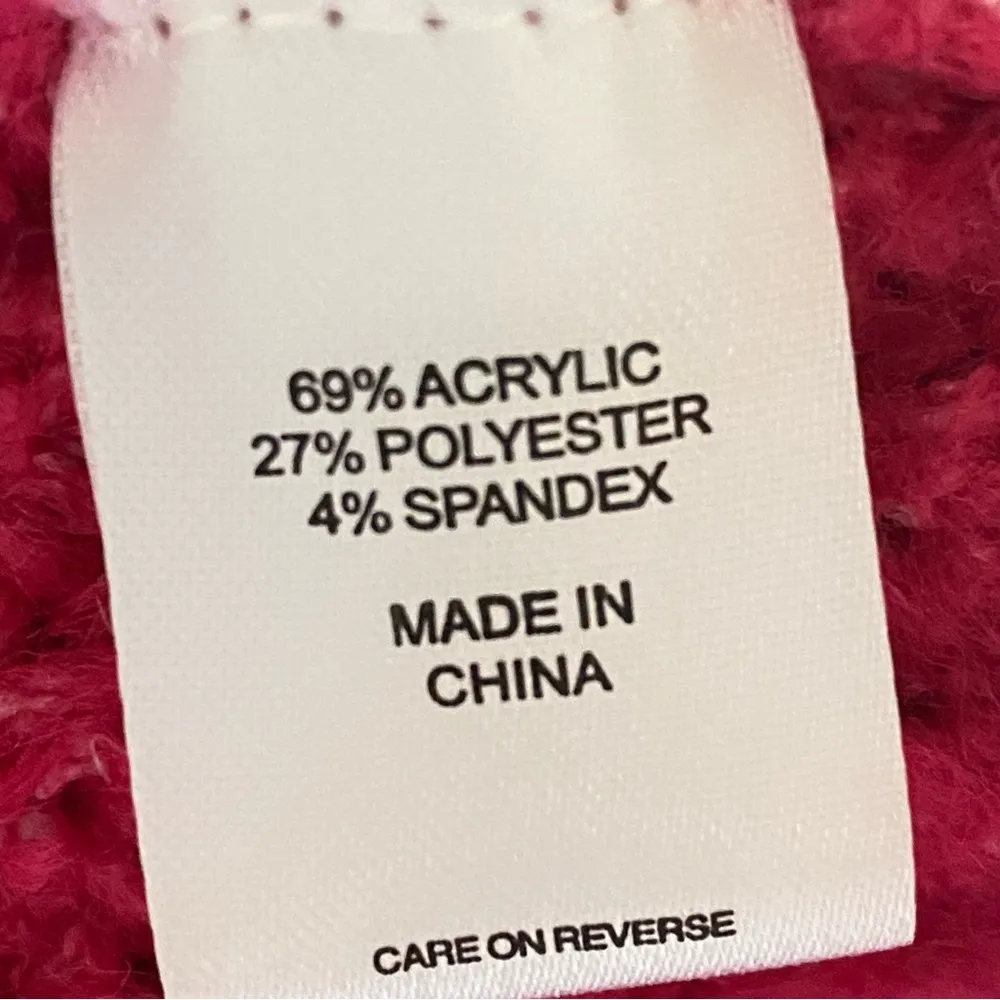 69% ACRYLIC
27% POLYESTER
4% SPANDEX
MADE IN
CHINA
CARE ON REVERSE